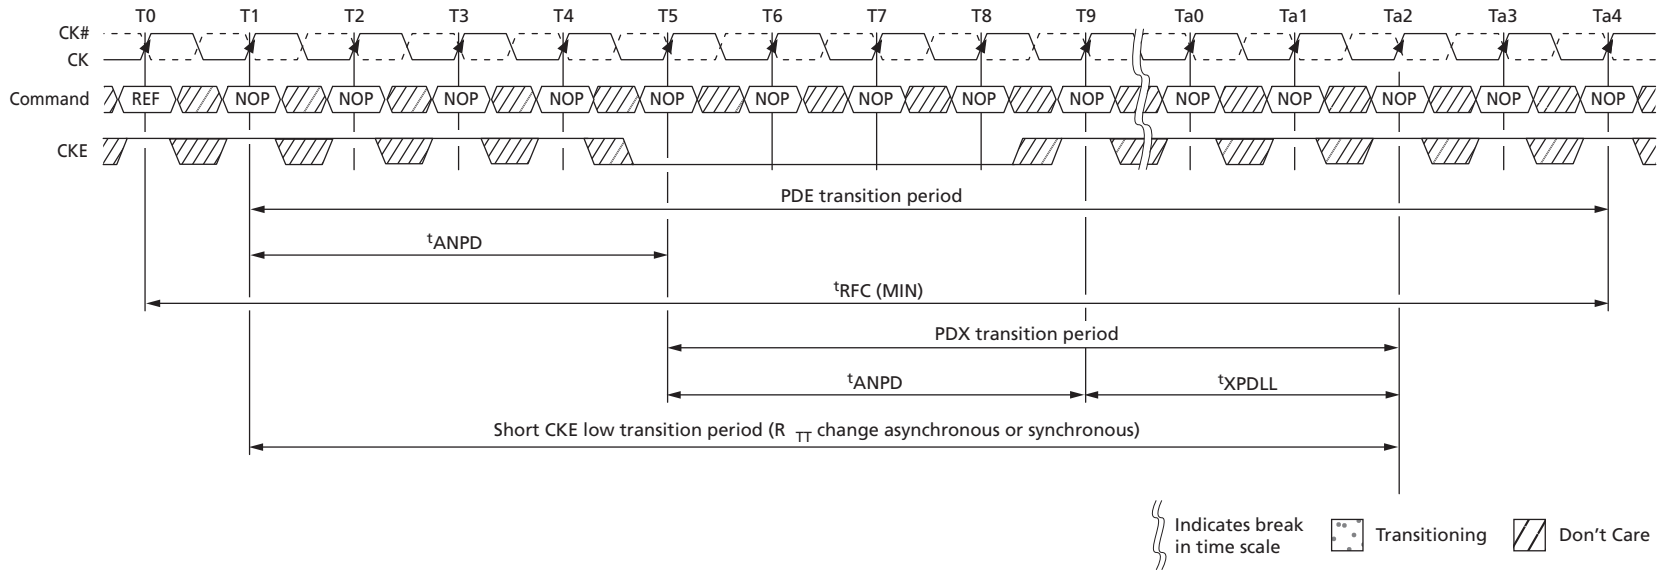 T0 T1 T2 T3 T4 T5 T6 T7 T8 T9 Ta0 Ta1 Ta2 Ta3 Ta4
CK#
CK
Command REF NOP NOP NOP NOP NOP NOP NOP NOP NOP NOP NOP NOP NOP NOP
CKE
PDE transition period
tANPD
tRFC (MIN)
PDX transition period
tANPD tXPDLL
Short CKE low transition period (R TT change asynchronous or synchronous)
Indicates break
in time scale
Transitioning
Don't Care